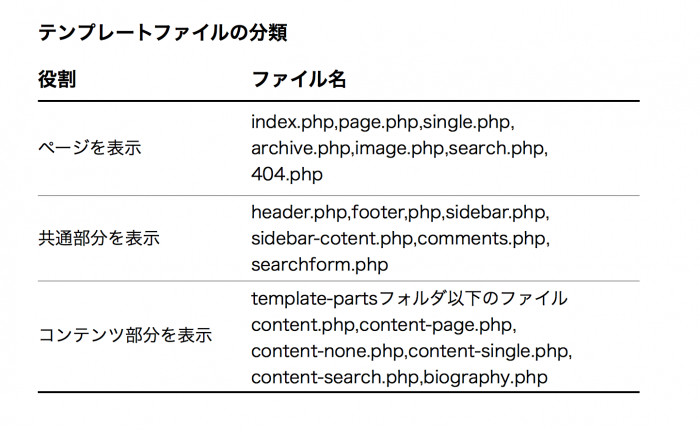 テンプレートファイルの分類
役割 ファイル名
ページを表示
index.php,page.php,single.php,
archive.php,image.php,search.php,
404.php
共通部分を表示
header.php,footer,php,sidebar.php,
sidebar-cotent.php,comments.php,
searchform.php
コンテンツ部分を表示
template-partsフォルダ以下のファイル
content.php,content-page.php,
content-none.php,content-single.php,
content-search.php,biography.php